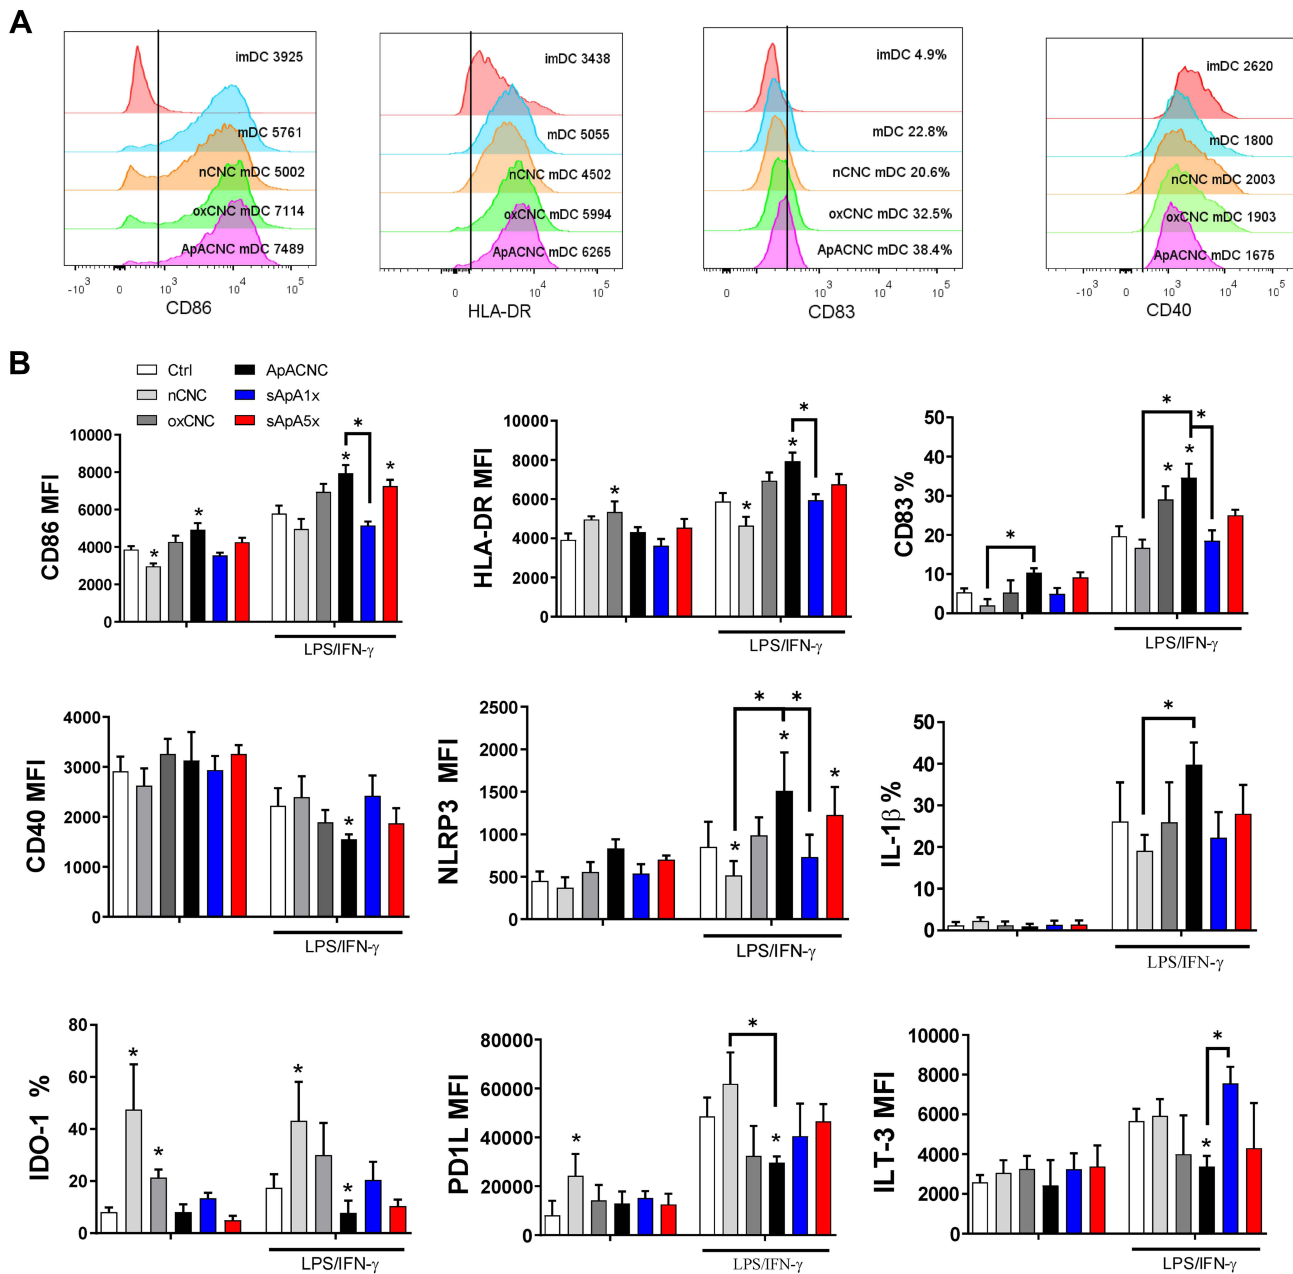 A
imDC 3925
mDC 5761
nCNC mDC 5002
oxCNC mDC 7114
ApACNC mDC 7489
-10^3 0 10^3 10^4 10^5
CD86
imDC 3438
mDC 5055
nCNC mDC 4502
oxCNC mDC 5994
ApACNC mDC 6265
0 10^4 10^5
HLA-DR
imDC 4.9%
mDC 22.8%
nCNC mDC 20.6%
oxCNC mDC 32.5%
ApACNC mDC 38.4%
0 10^3 10^4 10^5
CD83
imDC 2620
mDC 1800
nCNC mDC 2003
oxCNC mDC 1903
ApACNC mDC 1675
-10^3 0 10^3 10^4 10^5
CD40
B
Ctrl
nCNC
oxCNC
ApACNC
sApA1x
sApA5x
CD86 MFI
10000
8000
6000
4000
2000
0
* * * * *
LPS/IFN-γ
HLA-DR MFI
10000
8000
6000
4000
2000
0
* * * *
LPS/IFN-γ
CD83 %
50
40
30
20
10
0
* * * * *
LPS/IFN-γ
CD40 MFI
4000
3000
2000
1000
0
*
LPS/IFN-γ
NLRP3 MFI
2500
2000
1500
1000
500
0
* * * * *
LPS/IFN-γ
IL-1β %
50
40
30
20
10
0
*
LPS/IFN-γ
IDO-1 %
80
60
40
20
0
* * * *
LPS/IFN-γ
PD1L MFI
80000
60000
40000
20000
0
* * *
LPS/IFN-γ
ILT-3 MFI
10000
8000
6000
4000
2000
0
* *
LPS/IFN-γ